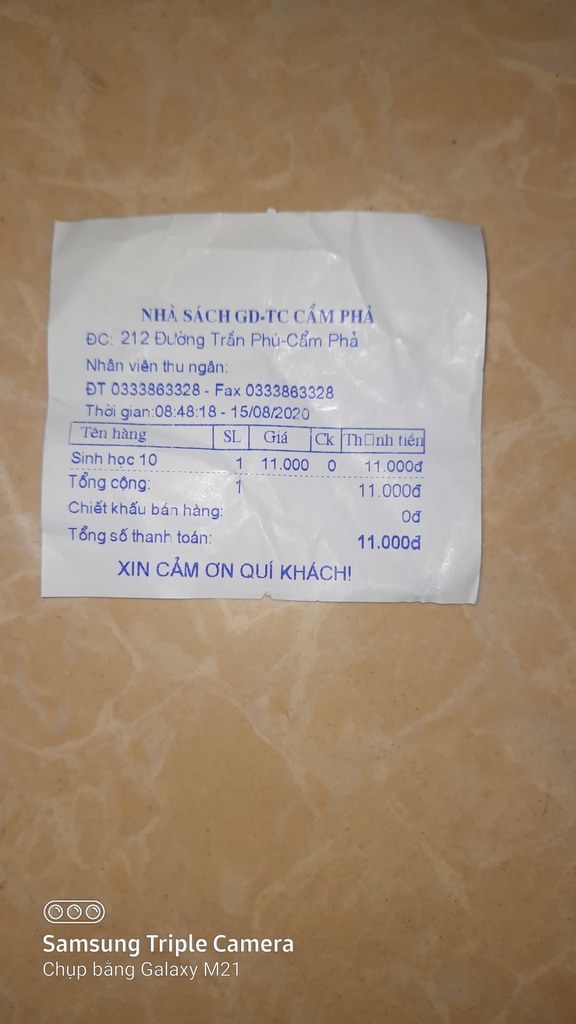 NHÀ SÁCH GD-TC CẨM PHẢ
ĐC: 212 Đường Trần Phú-Cẩm Phả
Nhân viên thu ngân:
ĐT 0333863328 - Fax 0333863328
Thời gian:08:48:18 - 15/08/2020
Tên hàng SL Giá Ck Th□nh tiền
Sinh học 10 1 11.000 0 11.000đ
Tổng cộng: 1 11.000đ
Chiết khấu bán hàng: 0đ
Tổng số thanh toán: 11.000đ
XIN CẢM ƠN QUÍ KHÁCH!
Samsung Triple Camera
Chụp bằng Galaxy M21